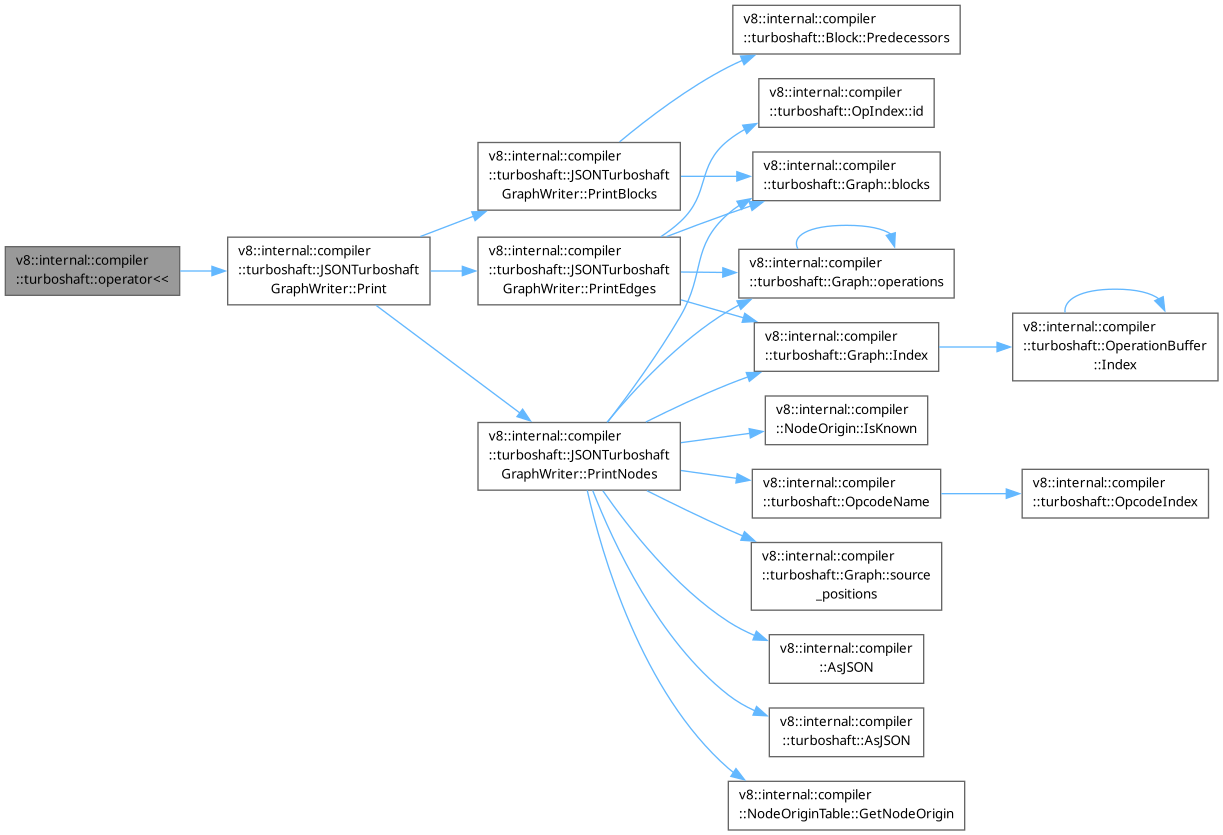 v8::internal::compiler
::turboshaft::operator<<
v8::internal::compiler
::turboshaft::JSONTurboshaft
GraphWriter::Print
v8::internal::compiler
::turboshaft::JSONTurboshaft
GraphWriter::PrintBlocks
v8::internal::compiler
::turboshaft::JSONTurboshaft
GraphWriter::PrintEdges
v8::internal::compiler
::turboshaft::JSONTurboshaft
GraphWriter::PrintNodes
v8::internal::compiler
::turboshaft::Block::Predecessors
v8::internal::compiler
::turboshaft::OpIndex::id
v8::internal::compiler
::turboshaft::Graph::blocks
v8::internal::compiler
::turboshaft::Graph::operations
v8::internal::compiler
::turboshaft::Graph::Index
v8::internal::compiler
::NodeOrigin::IsKnown
v8::internal::compiler
::turboshaft::OpcodeName
v8::internal::compiler
::turboshaft::Graph::source
_positions
v8::internal::compiler
::AsJSON
v8::internal::compiler
::turboshaft::AsJSON
v8::internal::compiler
::NodeOriginTable::GetNodeOrigin
v8::internal::compiler
::turboshaft::OperationBuffer
::Index
v8::internal::compiler
::turboshaft::OpcodeIndex